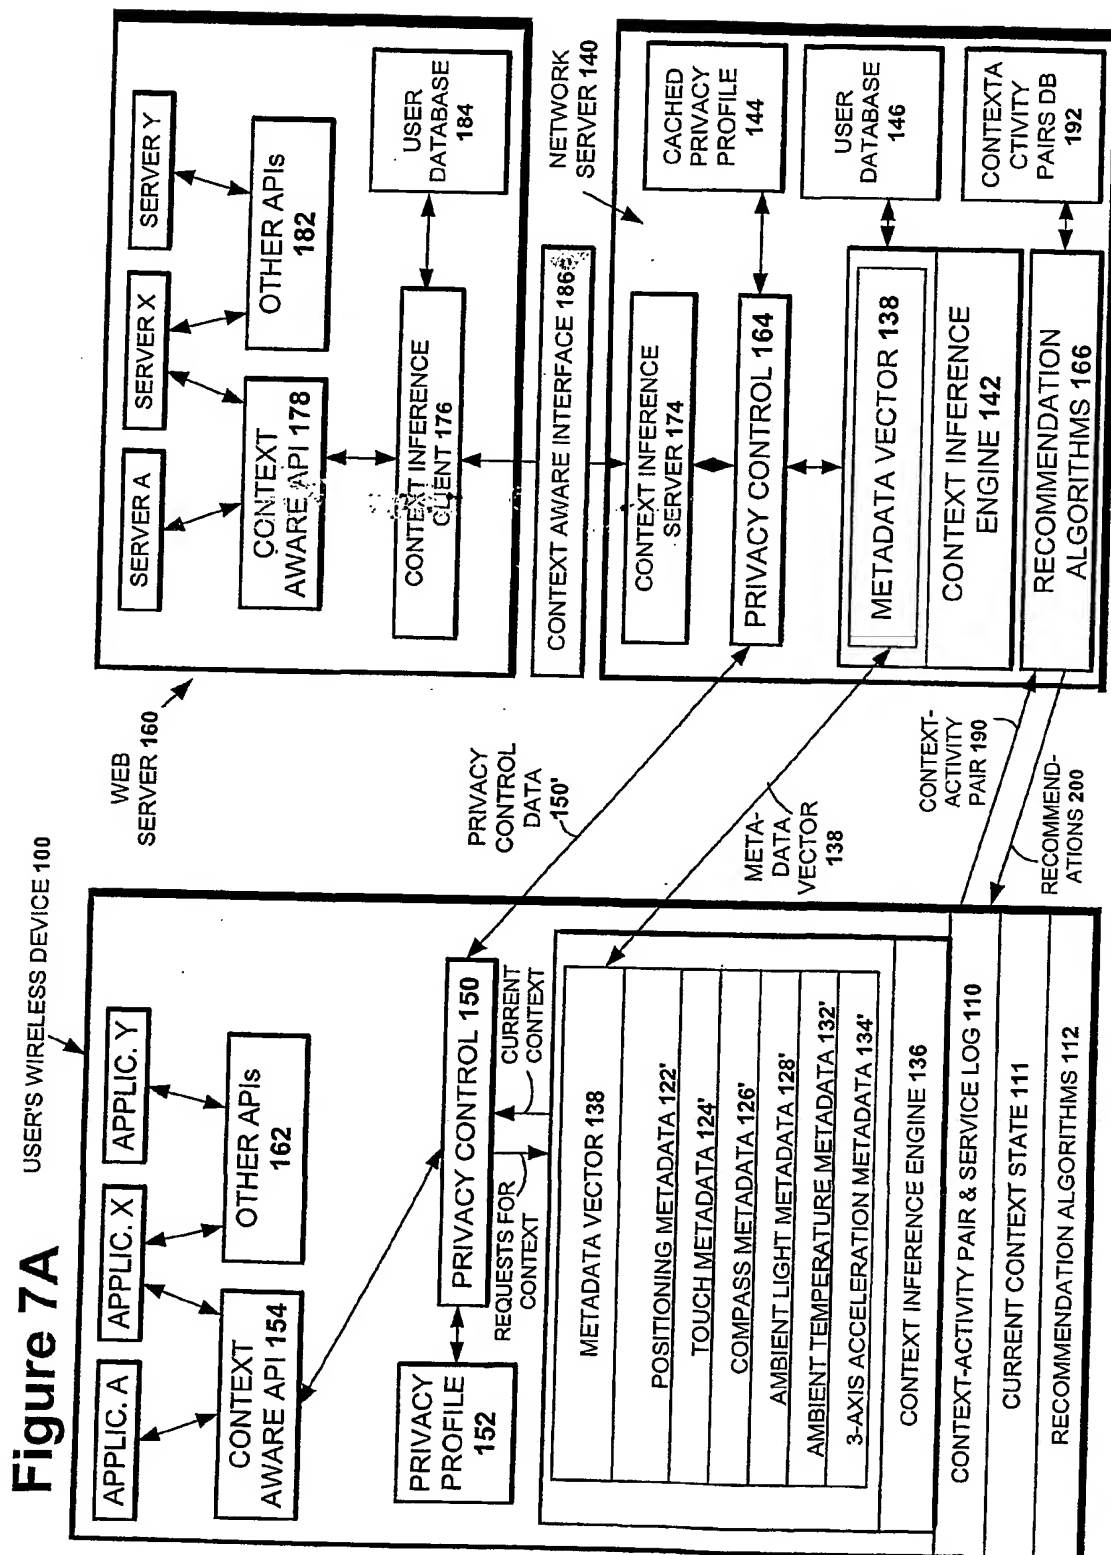 Figure 7A
USER'S WIRELESS DEVICE 100
APPLIC. A
APPLIC. X
APPLIC. Y
CONTEXT
AWARE API 154
OTHER APIs
162
PRIVACY
PROFILE
152
PRIVACY CONTROL 150
REQUESTS FOR
CONTEXT
CURRENT
CONTEXT
METADATA VECTOR 138
POSITIONING METADATA 122'
TOUCH METADATA 124'
COMPASS METADATA 126'
AMBIENT LIGHT METADATA 128'
AMBIENT TEMPERATURE METADATA 132'
3-AXIS ACCELERATION METADATA 134'
CONTEXT INFERENCE ENGINE 136
CONTEXT-ACTIVITY PAIR & SERVICE LOG 110
CURRENT CONTEXT STATE 111
RECOMMENDATION ALGORITHMS 112
WEB
SERVER 160
PRIVACY
CONTROL
DATA
150'
META-
DATA
VECTOR
138
CONTEXT-
ACTIVITY
PAIR 190
RECOMMEND-
ATIONS 200
SERVER A
SERVER X
SERVER Y
CONTEXT
AWARE API 178
OTHER APIs
182
CONTEXT INFERENCE
CLIENT 176
USER
DATABASE
184
CONTEXT AWARE INTERFACE 186
NETWORK
SERVER 140
CONTEXT INFERENCE
SERVER 174
PRIVACY CONTROL 164
CACHED
PRIVACY
PROFILE
144
METADATA VECTOR 138
CONTEXT INFERENCE
ENGINE 142
USER
DATABASE
146
RECOMMENDATION
ALGORITHMS 166
CONTEXTA
CTIVITY
PAIRS DB
192